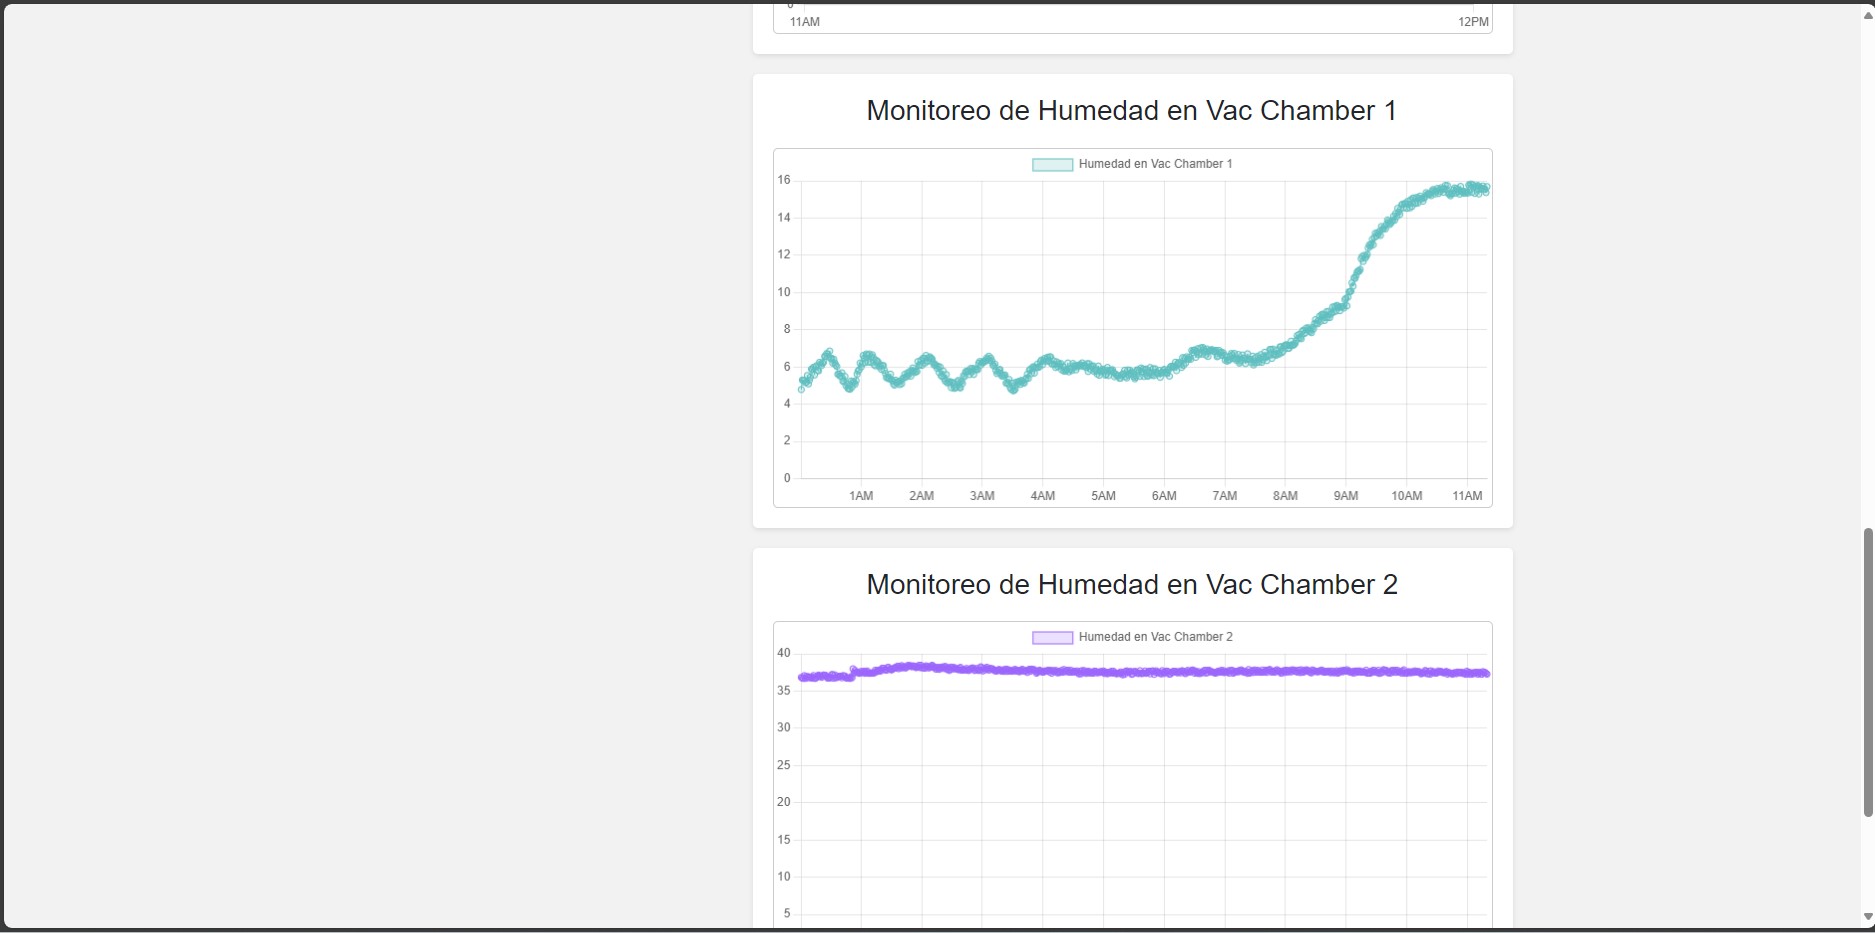 11AM 12PM
Monitoreo de Humedad en Vac Chamber 1
Humedad en Vac Chamber 1
16
14
12
10
8
6
4
2
0
1AM 2AM 3AM 4AM 5AM 6AM 7AM 8AM 9AM 10AM 11AM
Monitoreo de Humedad en Vac Chamber 2
Humedad en Vac Chamber 2
40
35
30
25
20
15
10
5